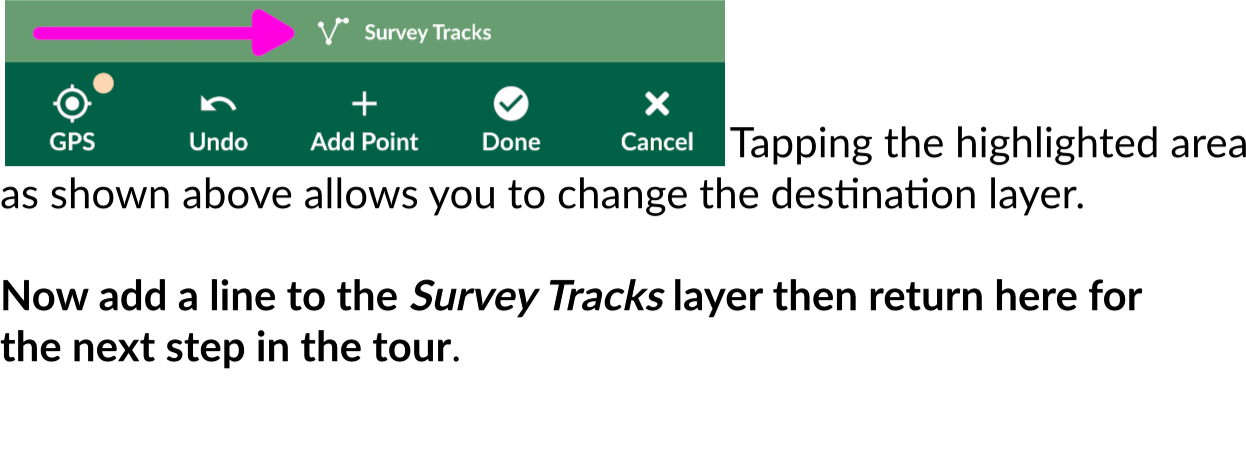 Survey Tracks
GPS Undo Add Point Done Cancel
Tapping the highlighted area
as shown above allows you to change the destination layer.
Now add a line to the Survey Tracks layer then return here for
the next step in the tour.